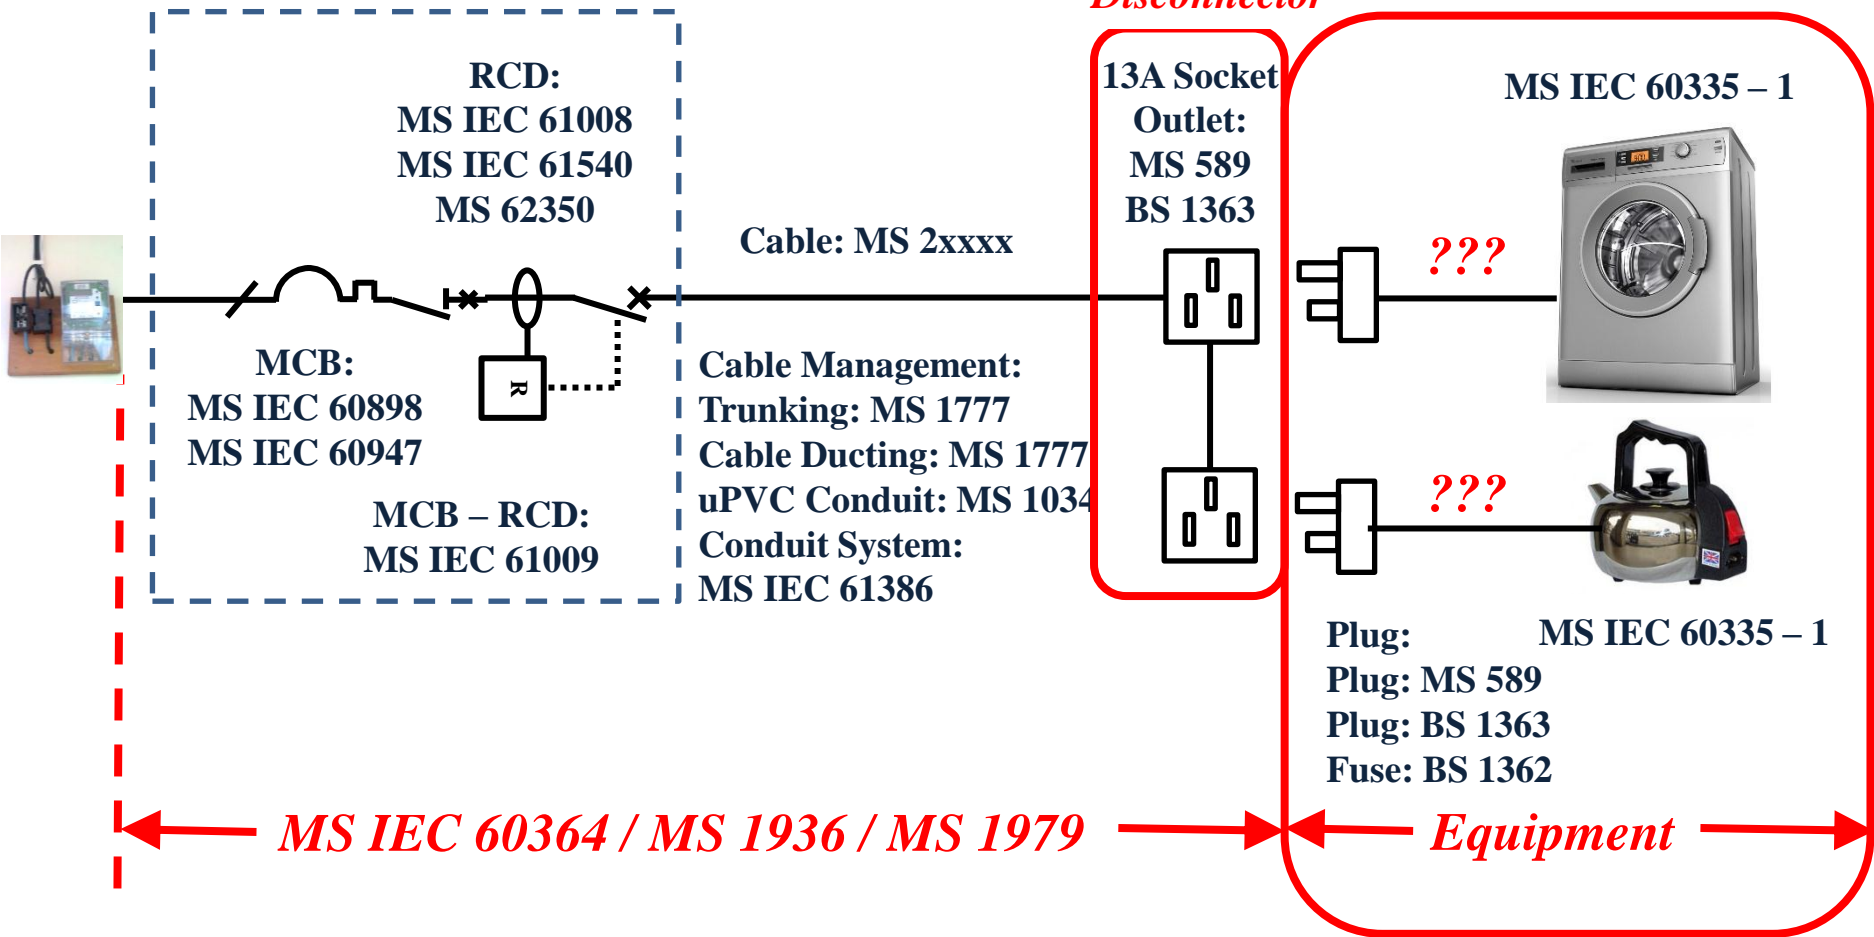 Disconnector
RCD:
MS IEC 61008
MS IEC 61540
MS 62350
MCB:
MS IEC 60898
MS IEC 60947
R
MCB – RCD:
MS IEC 61009
Cable: MS 2xxxx
Cable Management:
Trunking: MS 1777
Cable Ducting: MS 1777
uPVC Conduit: MS 1034
Conduit System:
MS IEC 61386
13A Socket
Outlet:
MS 589
BS 1363
MS IEC 60335 – 1
???
???
MS IEC 60335 – 1
Plug:
Plug: MS 589
Plug: BS 1363
Fuse: BS 1362
MS IEC 60364 / MS 1936 / MS 1979
Equipment